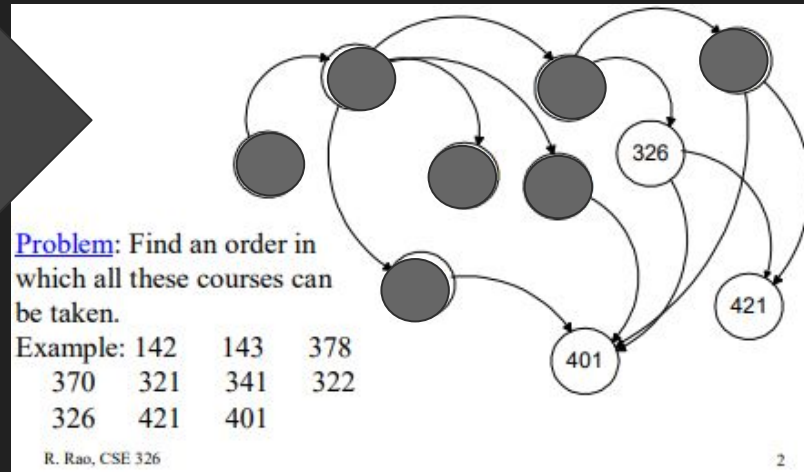 326
421
401
Problem: Find an order in
which all these courses can
be taken.
Example: 142 143 378
370 321 341 322
326 421 401
R. Rao, CSE 326
2